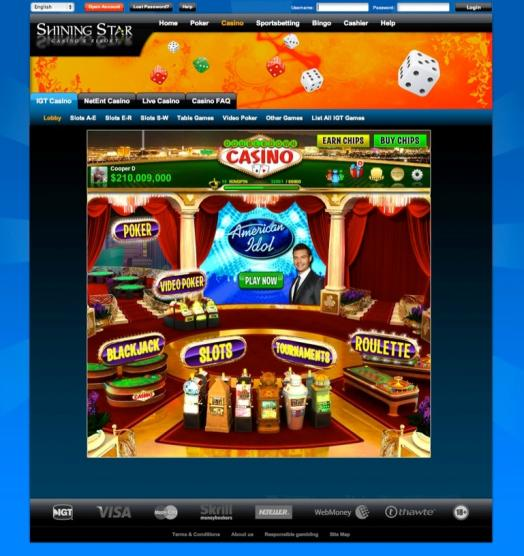 English Open Account Lost Password? Help Username: Password: Login
SHINING STAR
CASINO & RESORT
Home Poker Casino Sportsbetting Bingo Cashier Help
IGT Casino NetEnt Casino Live Casino Casino FAQ
Lobby Slots A-E Slots E-R Slots S-W Table Games Video Poker Other Games List All IGT Games
DOUBLEDOWN
CASINO
EARN CHIPS BUY CHIPS
Cooper D
$210,009,000
AMERICAN
IDOL
POKER
PLAY NOW
VIDEO POKER
BLACKJACK
SLOTS
TOURNAMENTS
ROULETTE
CASINO
VISA
MasterCard
Skrill
moneybookers
NETELLER
WebMoney
thawte
18+
Terms & Conditions About us Responsible gambling Site Map